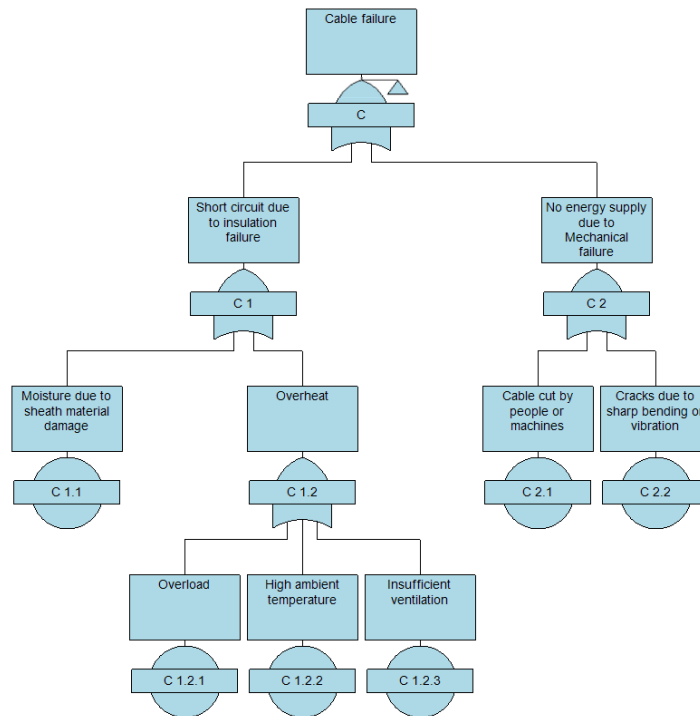 Cable failure
C
Short circuit due
to insulation
failure
No energy supply
due to
Mechanical
failure
C 1
C 2
Moisture due to
sheath material
damage
Overheat
Cable cut by
people or
machines
Cracks due to
sharp bending or
vibration
C 1.1
C 1.2
C 2.1
C 2.2
Overload
High ambient
temperature
Insufficient
ventilation
C 1.2.1
C 1.2.2
C 1.2.3